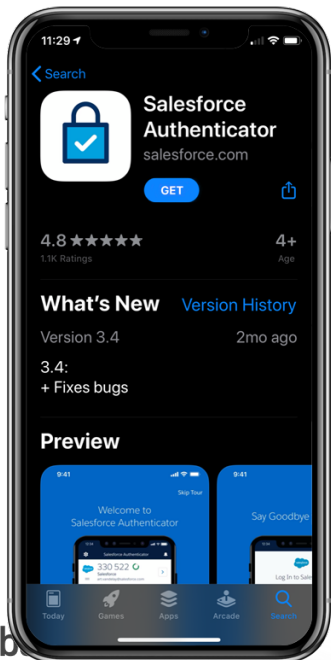 11:29
Search
Salesforce
Authenticator
salesforce.com
GET
4.8 ★★★★★
4+
1.1K Ratings
Age
What's New
Version History
Version 3.4
2mo ago
3.4:
+ Fixes bugs
Preview
9:41
9:41
Skip Tour
Welcome to
Salesforce Authenticator
Say Goodbye
Salesforce Authenticator
330 522
Salesforce
Log In to Sale
Today
Games
Apps
Arcade
Search